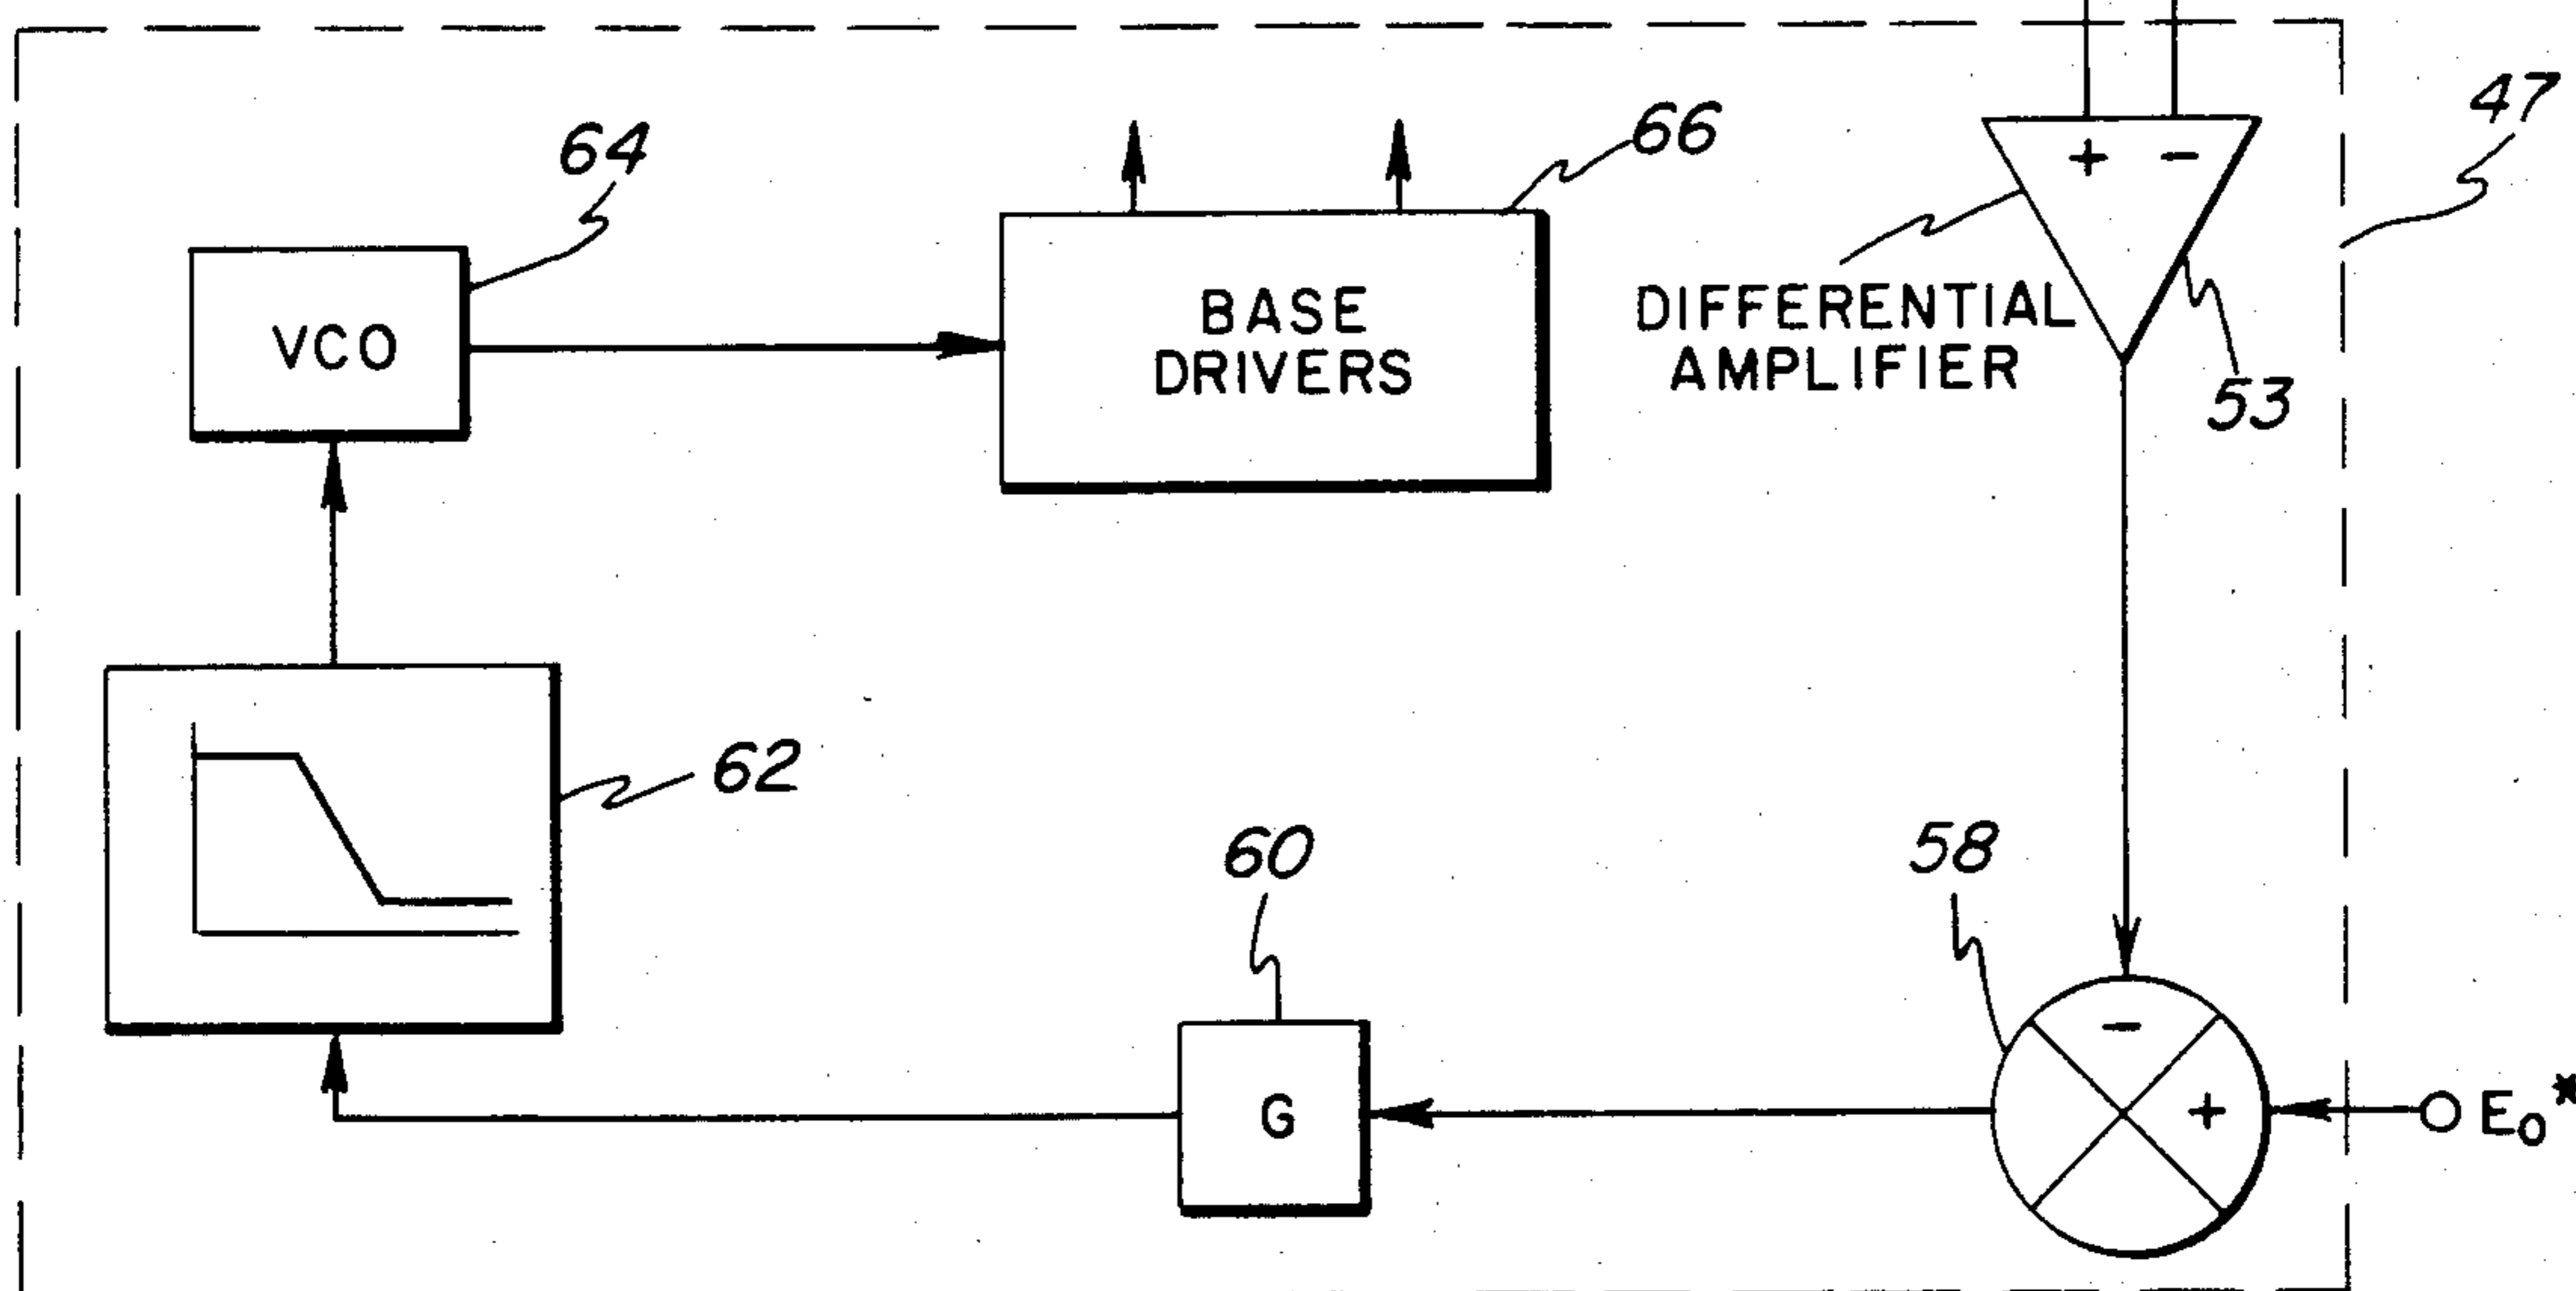 47
64
66
+ -
VCO
BASE
DRIVERS
DIFFERENTIAL
AMPLIFIER
53
62
60
58
-
G
+
E₀*